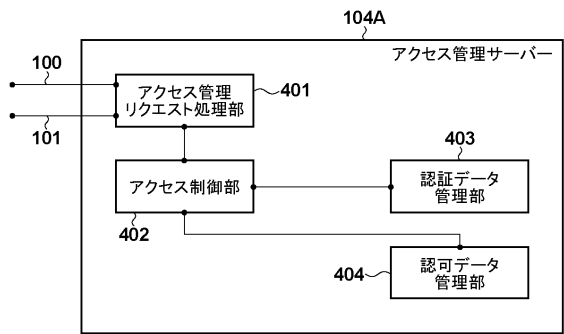 104A
アクセス管理サーバー
100
アクセス管理
リクエスト処理部
401
101
403
アクセス制御部
認証データ
管理部
402
認可データ
管理部
404